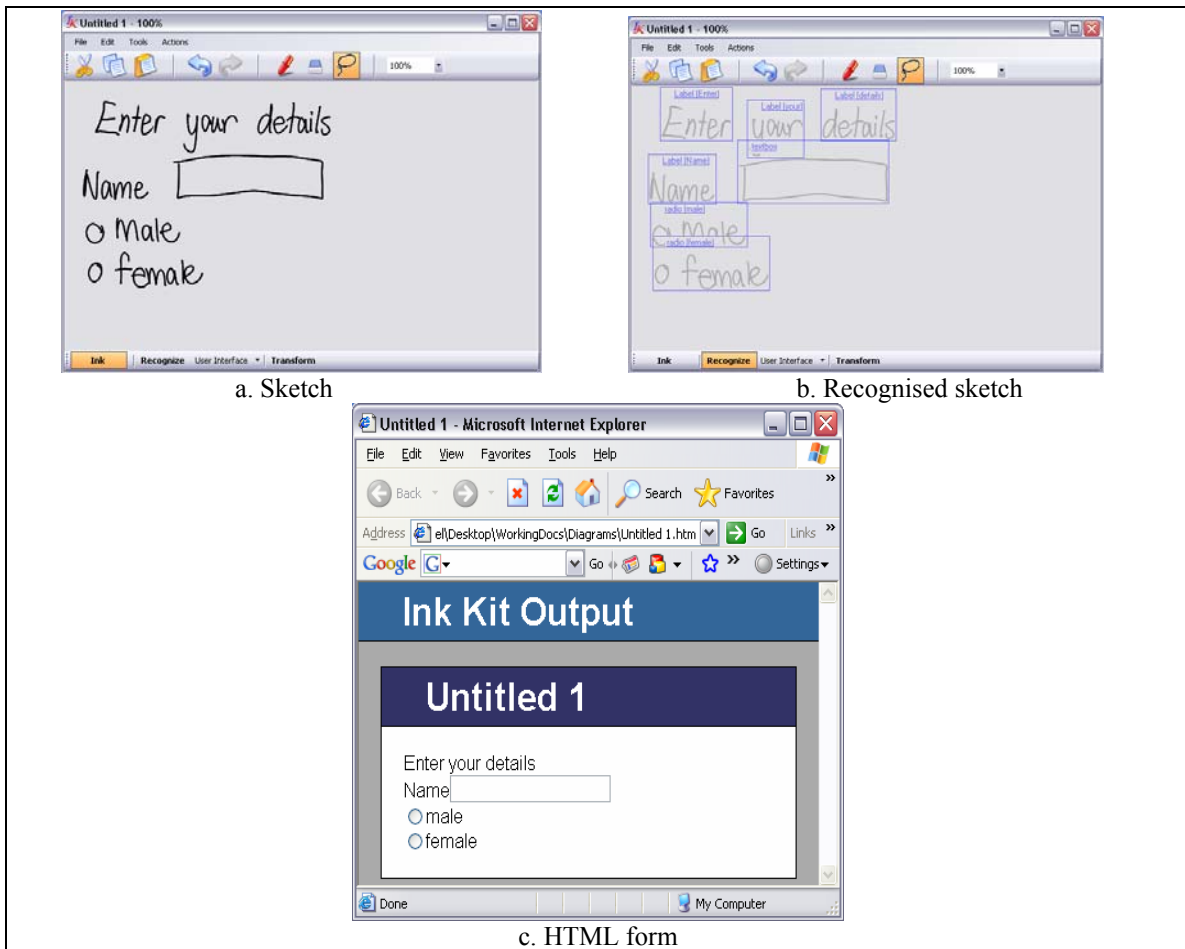 Untitled 1 - 100%
File Edit Tools Actions
100%
Enter your details
Name
Male
female
Ink Recognize User Interface Transform
a. Sketch
Untitled 1 - 100%
File Edit Tools Actions
100%
Label [Enter] Label [your] Label [details]
Enter your details
Label [Name] textbox
Name
radio [male]
Male
radio [female]
female
Ink Recognize User Interface Transform
b. Recognised sketch
Untitled 1 - Microsoft Internet Explorer
File Edit View Favorites Tools Help
Back Search Favorites »
Address el\Desktop\WorkingDocs\Diagrams\Untitled 1.htm Go Links »
Google G Go » Settings
Ink Kit Output
Untitled 1
Enter your details
Name
male
female
Done My Computer
c. HTML form